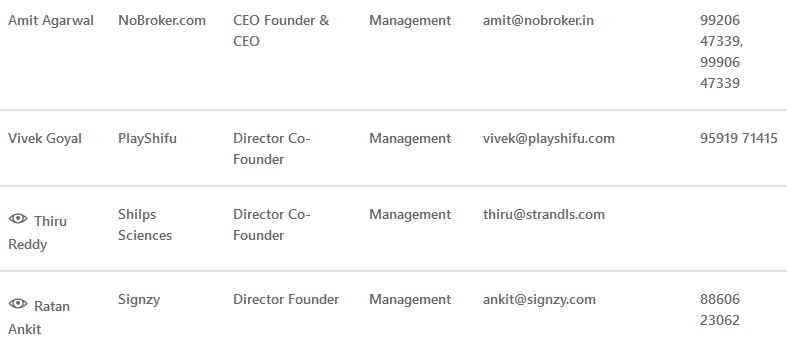 Amit Agarwal NoBroker.com CEO Founder & Management amit@nobroker.in 99206
CEO 47339,
99906
47339
Vivek Goyal PlayShifu Director Co- Management vivek@playshifu.com 95919 71415
Founder
Thiru Shilps Director Co- Management thiru@strandls.com
Reddy Sciences Founder
Ratan Signzy Director Founder Management ankit@signzy.com 88606
Ankit 23062